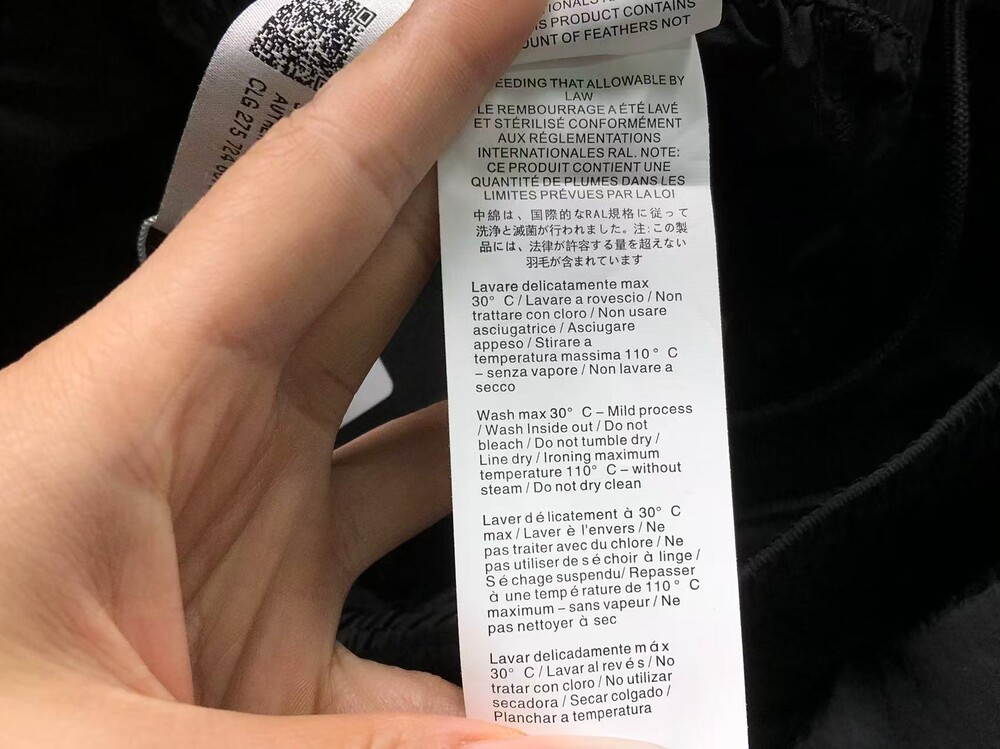 IS PRODUCT CONTAINS
OUNT OF FEATHERS NOT
EEDING THAT ALLOWABLE BY
LAW
LE REMBOURRAGE A ÉTÉ LAVÉ
ET STÉRILISÉ CONFORMÉMENT
AUX RÉGLEMENTATIONS
INTERNATIONALES RAL. NOTE:
CE PRODUIT CONTIENT UNE
QUANTITÉ DE PLUMES DANS LES
LIMITES PRÉVUES PAR LA LOI
中綿は、国際的なRAL規格に従って
洗浄と滅菌が行われました。注:この製
品には、法律が許容する量を超えない
羽毛が含まれています
Lavare delicatamente max
30° C / Lavare a rovescio / Non
trattare con cloro / Non usare
asciugatrice / Asciugare
appeso / Stirare a
temperatura massima 110° C
– senza vapore / Non lavare a
secco
Wash max 30° C – Mild process
/ Wash Inside out / Do not
bleach / Do not tumble dry /
Line dry / Ironing maximum
temperature 110° C – without
steam / Do not dry clean
Laver d é licatement à 30° C
max / Laver è l'envers / Ne
pas traiter avec du chlore / Ne
pas utiliser de s é choir à linge /
S é chage suspendu/ Repasser
à une temp é rature de 110° C
maximum – sans vapeur / Ne
pas nettoyer à sec
Lavar delicadamente m á x
30° C / Lavar al rev é s / No
tratar con cloro / No utilizar
secadora / Secar colgado /
Planchar a temperatura
CLG 275 724